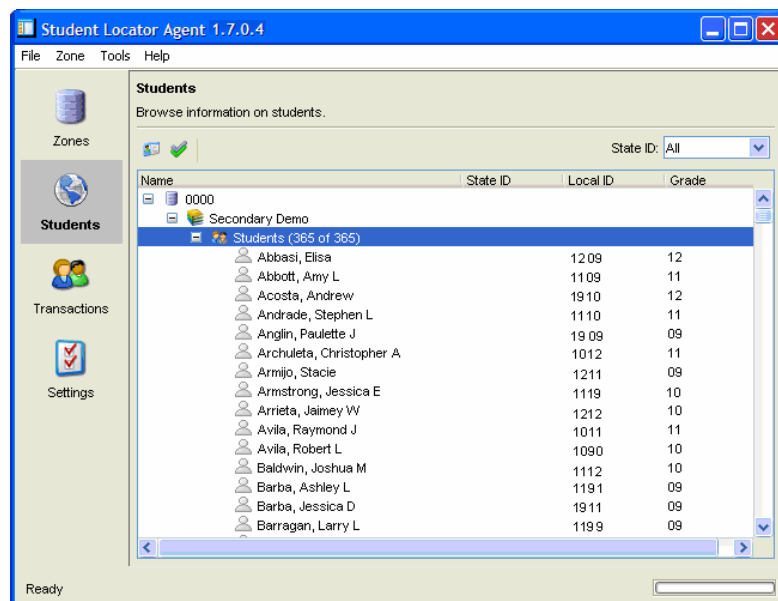 Student Locator Agent 1.7.0.4
File Zone Tools Help
Zones
Students
Transactions
Settings
Students
Browse information on students.
State ID: All
Name State ID Local ID Grade
0000
Secondary Demo
Students (365 of 365)
Abbasi, Elisa 1209 12
Abbott, Amy L 1109 11
Acosta, Andrew 1910 12
Andrade, Stephen L 1110 11
Anglin, Paulette J 1909 09
Archuleta, Christopher A 1012 11
Armijo, Stacie 1211 09
Armstrong, Jessica E 1119 10
Arrieta, Jaimey W 1212 10
Avila, Raymond J 1011 11
Avila, Robert L 1090 10
Baldwin, Joshua M 1112 10
Barba, Ashley L 1191 09
Barba, Jessica D 1911 09
Barragan, Larry L 1199 09
Ready